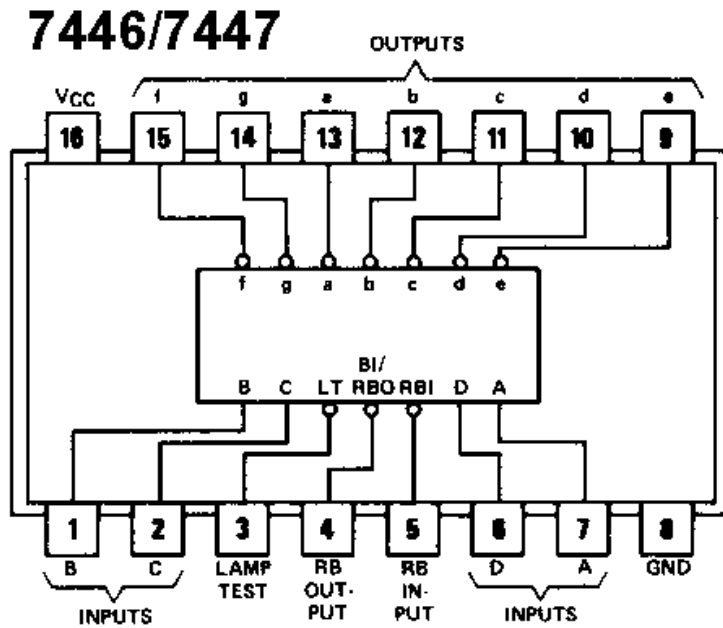 7446/7447
OUTPUTS
VCC f g a b c d e
16 15 14 13 12 11 10 9
f g a b c d e
BI/
B C LT RBO RBI D A
1 2 3 4 5 6 7 8
B C LAMP TEST RB OUT-PUT RB IN-PUT D A GND
INPUTS INPUTS